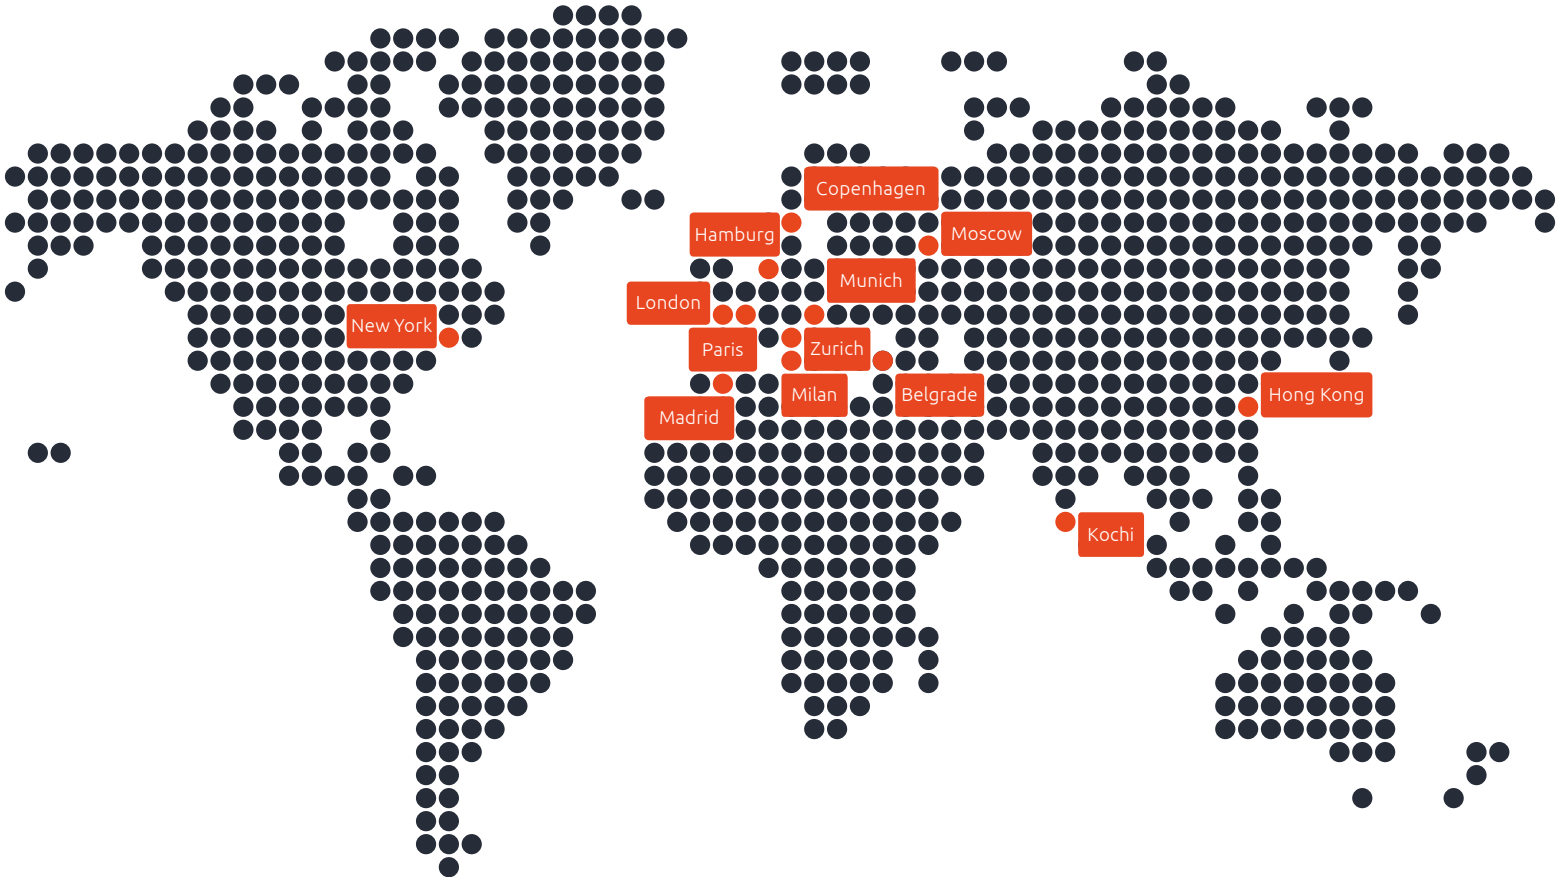 Copenhagen
Hamburg
Moscow
Munich
London
New York
Paris
Zurich
Milan
Belgrade
Hong Kong
Madrid
Kochi